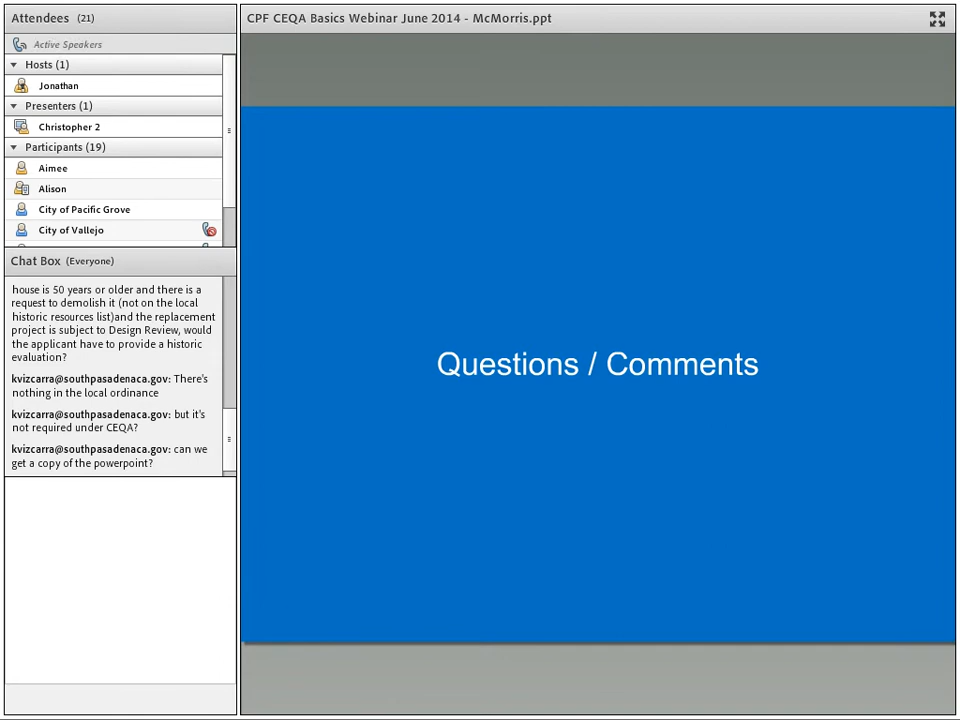 Attendees (21)
Active Speakers
Hosts (1)
Jonathan
Presenters (1)
Christopher 2
Participants (19)
Aimee
Alison
City of Pacific Grove
City of Vallejo
Chat Box (Everyone)
house is 50 years or older and there is a
request to demolish it (not on the local
historic resources list)and the replacement
project is subject to Design Review, would
the applicant have to provide a historic
evaluation?
kvizcarra@southpasadenaca.gov: There's
nothing in the local ordinance
kvizcarra@southpasadenaca.gov: but it's
not required under CEQA?
kvizcarra@southpasadenaca.gov: can we
get a copy of the powerpoint?
CPF CEQA Basics Webinar June 2014 - McMorris.ppt
Questions / Comments